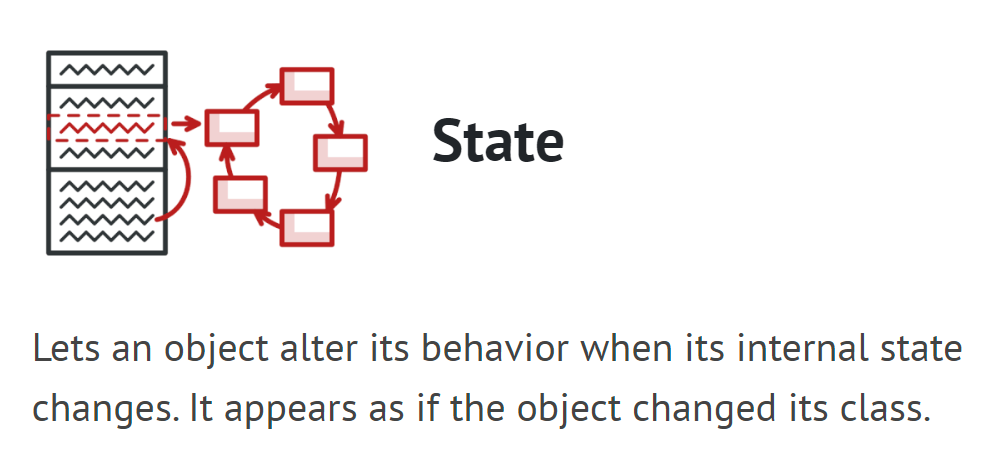 State
Lets an object alter its behavior when its internal state
changes. It appears as if the object changed its class.